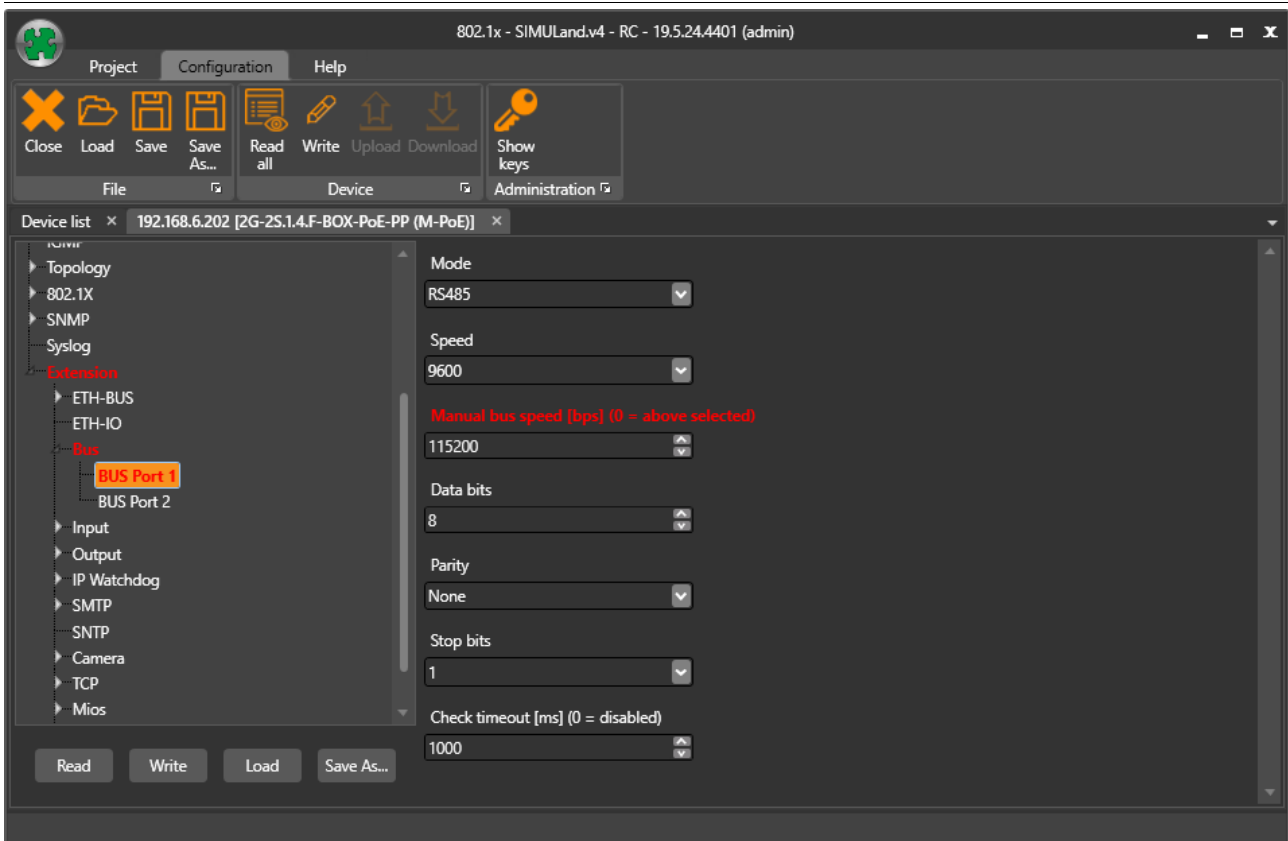 802.1x - SIMULand.v4 - RC - 19.5.24.4401 (admin)
Project Configuration Help
Close Load Save Save As... Read all Write Upload Download Show keys
File Device Administration
Device list × 192.168.6.202 [2G-2S.1.4.F-BOX-PoE-PP (M-PoE)] ×
IGMP
Topology
802.1X
SNMP
Syslog
Extension
ETH-BUS
ETH-IO
Bus
BUS Port 1
BUS Port 2
Input
Output
IP Watchdog
SMTP
SNTP
Camera
TCP
Mios
Read Write Load Save As...
Mode
RS485
Speed
9600
Manual bus speed [bps] (0 = above selected)
115200
Data bits
8
Parity
None
Stop bits
1
Check timeout [ms] (0 = disabled)
1000